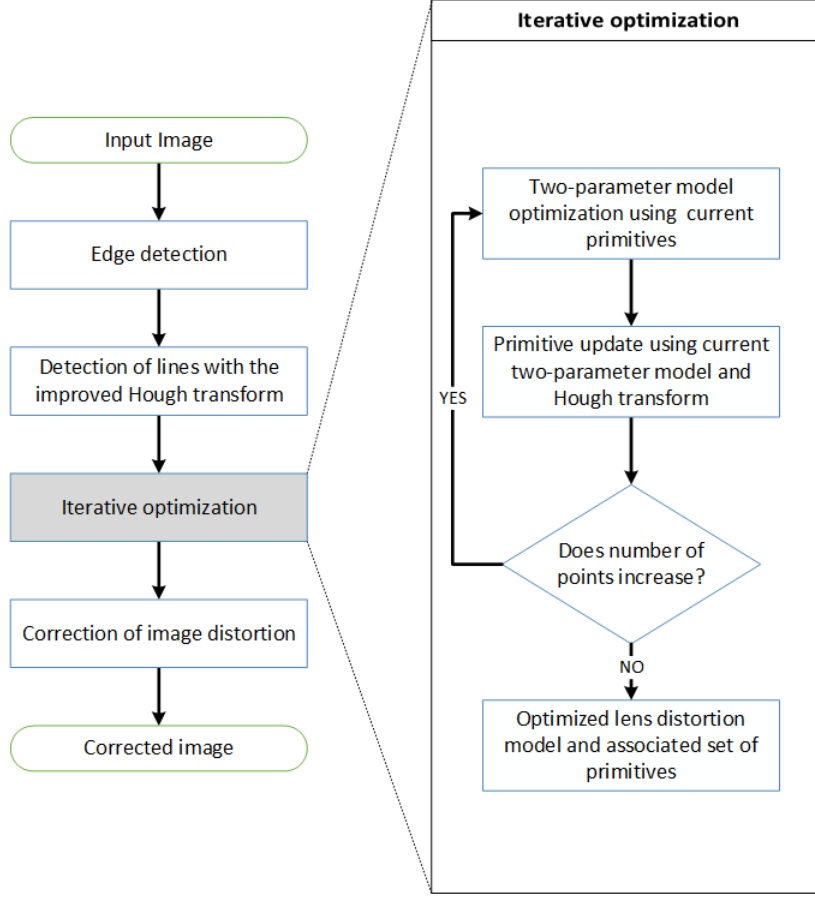 Input Image
Edge detection
Detection of lines with the
improved Hough transform
Iterative optimization
Correction of image distortion
Corrected image
Iterative optimization
Two-parameter model
optimization using current
primitives
Primitive update using current
two-parameter model and
Hough transform
YES
Does number of
points increase?
NO
Optimized lens distortion
model and associated set of
primitives